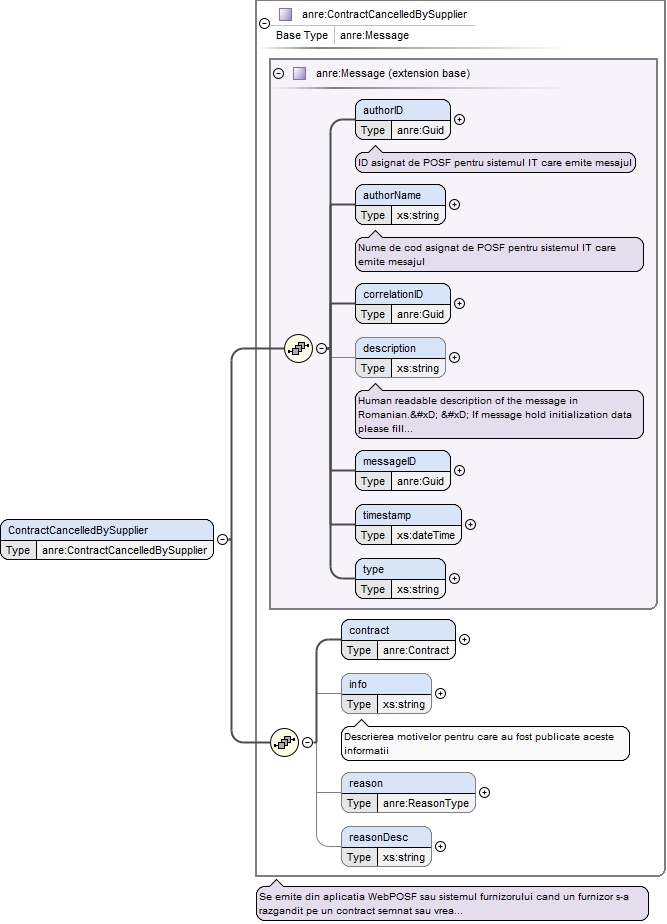 anre:ContractCancelledBySupplier
Base Type anre:Message
anre:Message (extension base)
authorID
Type anre:Guid
ID asignat de POSF pentru sistemul IT care emite mesajul
authorName
Type xs:string
Nume de cod asignat de POSF pentru sistemul IT care
emite mesajul
correlationID
Type anre:Guid
description
Type xs:string
Human readable description of the message in
Romanian.&#xD; &#xD; If message hold initialization data
please fill...
messageID
Type anre:Guid
timestamp
Type xs:dateTime
type
Type xs:string
ContractCancelledBySupplier
Type anre:ContractCancelledBySupplier
contract
Type anre:Contract
info
Type xs:string
Descrierea motivelor pentru care au fost publicate aceste
informatii
reason
Type anre:ReasonType
reasonDesc
Type xs:string
Se emite din aplicatia WebPOSF sau sistemul furnizorului cand un furnizor s-a
razgandit pe un contract semnat sau vrea...